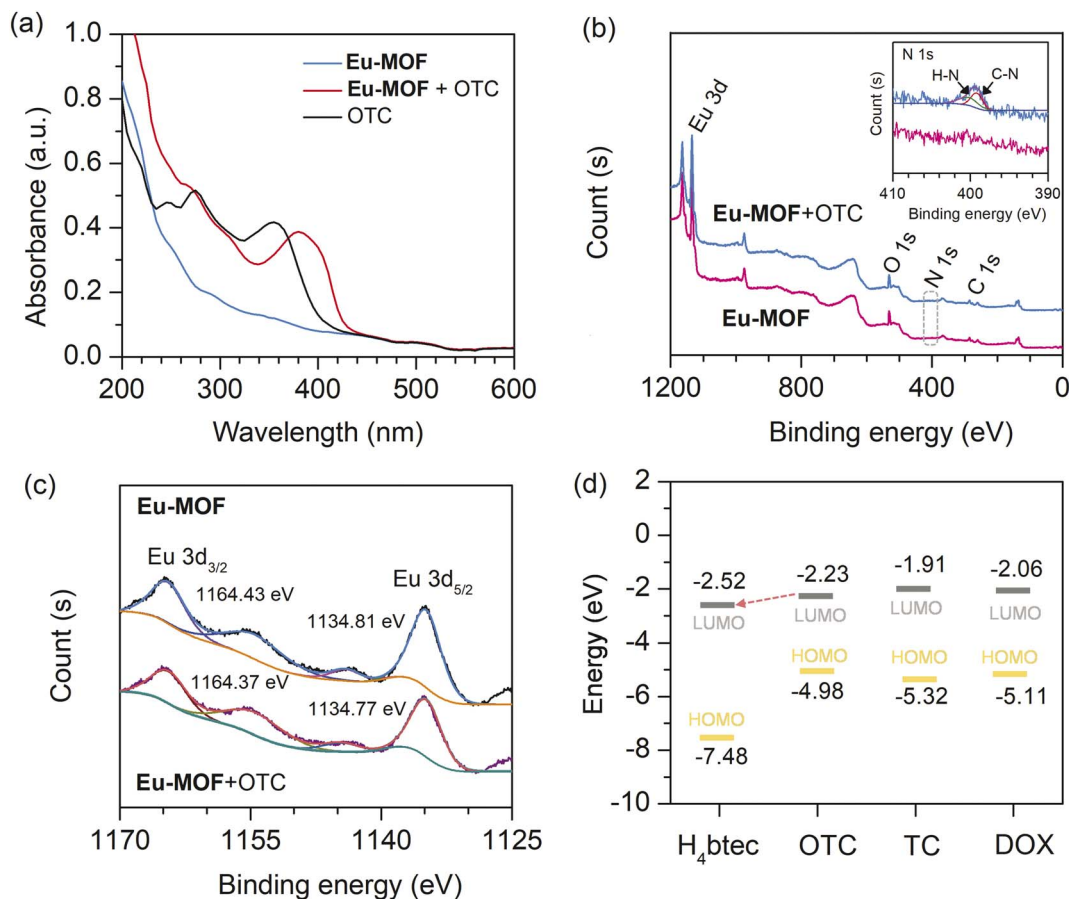 (a)
1.0
0.8
0.6
0.4
0.2
0.0
Absorbance (a.u.)
Eu-MOF
Eu-MOF + OTC
OTC
200 300 400 500 600
Wavelength (nm)
(b)
Count (s)
Eu 3d
Eu-MOF+OTC
Eu-MOF
O 1s
N 1s
C 1s
1200 800 400 0
Binding energy (eV)
N 1s
H-N
C-N
Count (s)
410 400 390
Binding energy (eV)
(c)
Eu-MOF
Eu 3d3/2
1164.43 eV
Eu 3d5/2
1134.81 eV
1164.37 eV
1134.77 eV
Eu-MOF+OTC
Count (s)
1170 1155 1140 1125
Binding energy (eV)
(d)
2
0
-2
-4
-6
-8
-10
Energy (eV)
-2.52
LUMO
HOMO
-7.48
-2.23
LUMO
HOMO
-4.98
-1.91
LUMO
HOMO
-5.32
-2.06
LUMO
HOMO
-5.11
H4btec OTC TC DOX